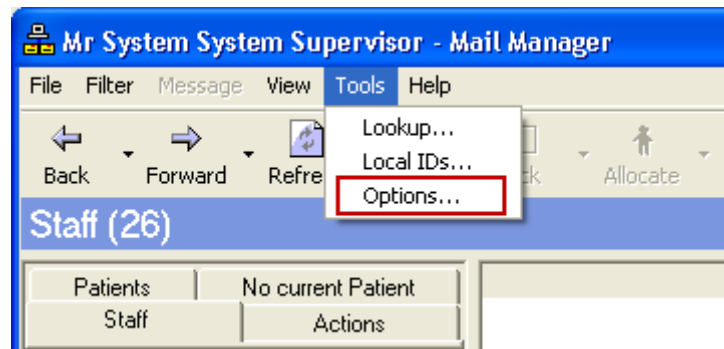 Mr System System Supervisor - Mail Manager
File Filter Message View Tools Help
Lookup...
Local IDs...
Options...
Back Forward Refre Allocate
Staff (26)
Patients No current Patient
Staff Actions